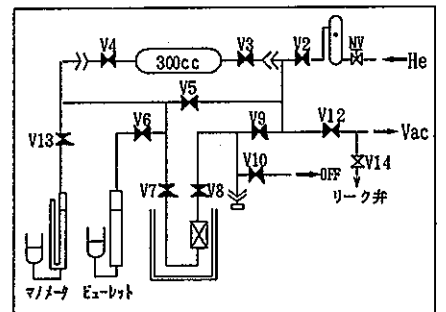 V4
300cc
V3
V2
NV
He
V5
V6
V9
V12
Vac
V13
V10
OFF
V14
リーク弁
V7
V8
マノメータ
ビューレット